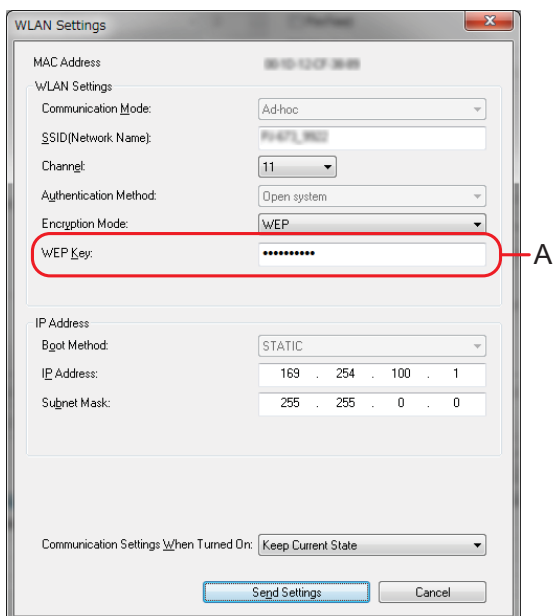 WLAN Settings
MAC Address
WLAN Settings
Communication Mode: Ad-hoc
SSID(Network Name):
Channel: 11
Authentication Method: Open system
Encryption Mode: WEP
WEP Key: ••••••••••
A
IP Address
Boot Method: STATIC
IP Address: 169 . 254 . 100 . 1
Subnet Mask: 255 . 255 . 0 . 0
Communication Settings When Turned On: Keep Current State
Send Settings Cancel